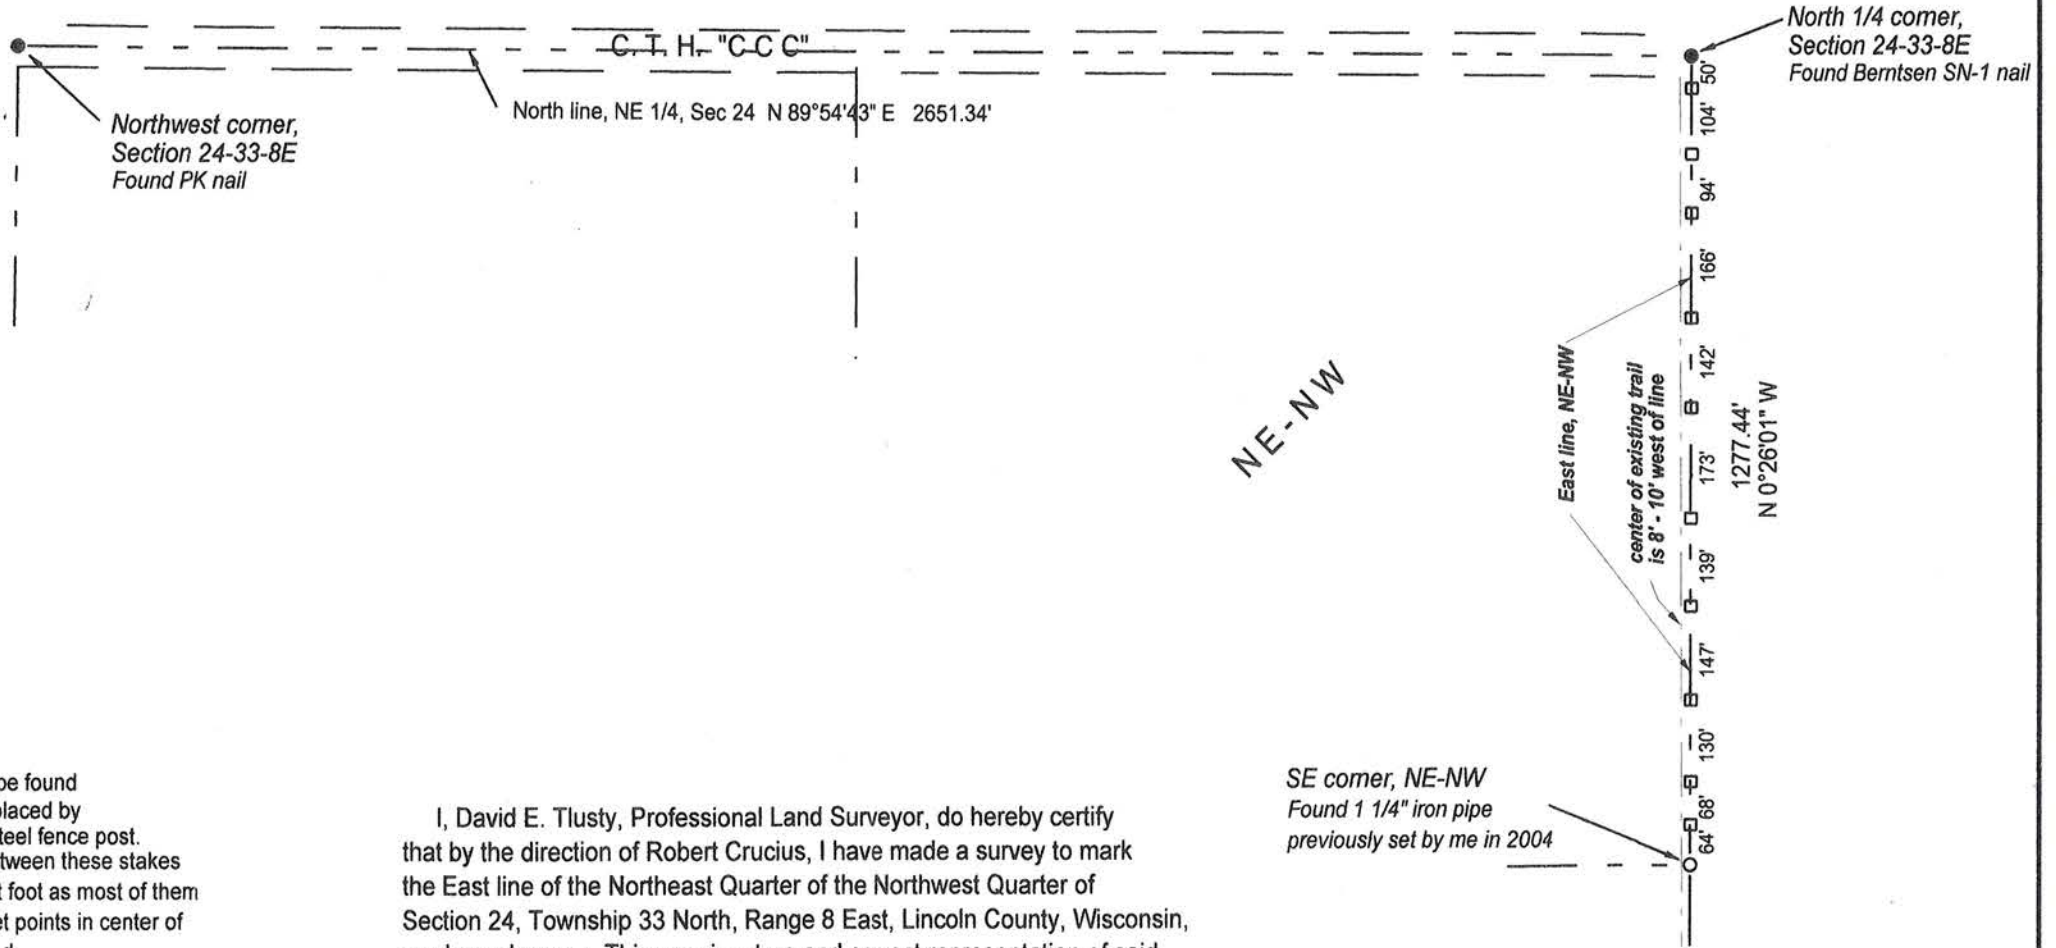 C. T. H. "C C C"
North 1/4 corner,
Section 24-33-8E
Found Berntsen SN-1 nail
North line, NE 1/4, Sec 24 N 89°54'43" E 2651.34'
Northwest corner,
Section 24-33-8E
Found PK nail
50'
104'
94'
166'
142'
173'
139'
147'
130'
68'
64'
NE-NW
East line, NE-NW
center of existing trail
is 8' - 10' west of line
1277.44'
N 0°26'01" W
SE corner, NE-NW
Found 1 1/4" iron pipe
previously set by me in 2004
be found
placed by
teel fence post.
tween these stakes
t foot as most of them
et points in center of
I, David E. Tlusty, Professional Land Surveyor, do hereby certify
that by the direction of Robert Crucius, I have made a survey to mark
the East line of the Northeast Quarter of the Northwest Quarter of
Section 24, Township 33 North, Range 8 East, Lincoln County, Wisconsin,